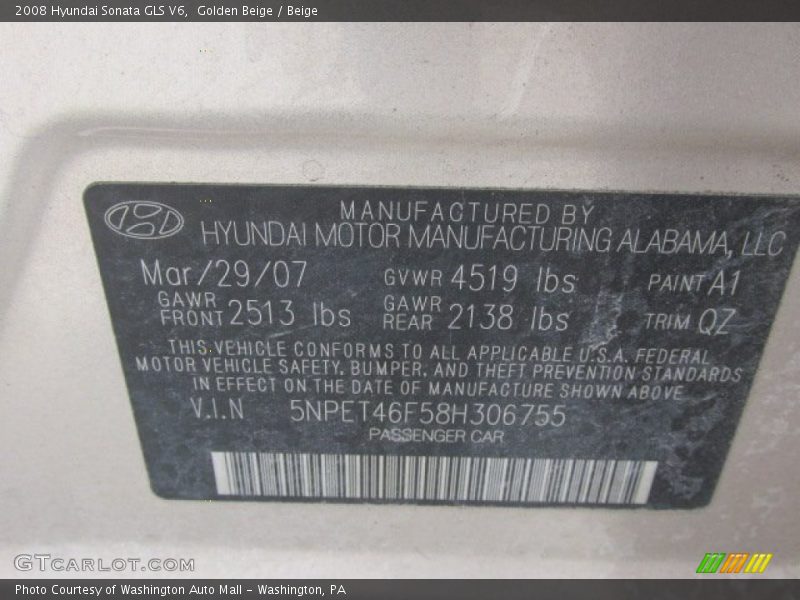 2008 Hyundai Sonata GLS V6,  Golden Beige / Beige
MANUFACTURED BY
HYUNDAI MOTOR MANUFACTURING ALABAMA, LLC
Mar/29/07 GVWR 4519 lbs PAINT A1
GAWR FRONT 2513 lbs GAWR REAR 2138 lbs TRIM QZ
THIS VEHICLE CONFORMS TO ALL APPLICABLE U.S.A. FEDERAL
MOTOR VEHICLE SAFETY, BUMPER, AND THEFT PREVENTION STANDARDS
IN EFFECT ON THE DATE OF MANUFACTURE SHOWN ABOVE
V.I.N 5NPET46F58H306755
PASSENGER CAR
GTCARLOT.COM
Photo Courtesy of Washington Auto Mall - Washington, PA